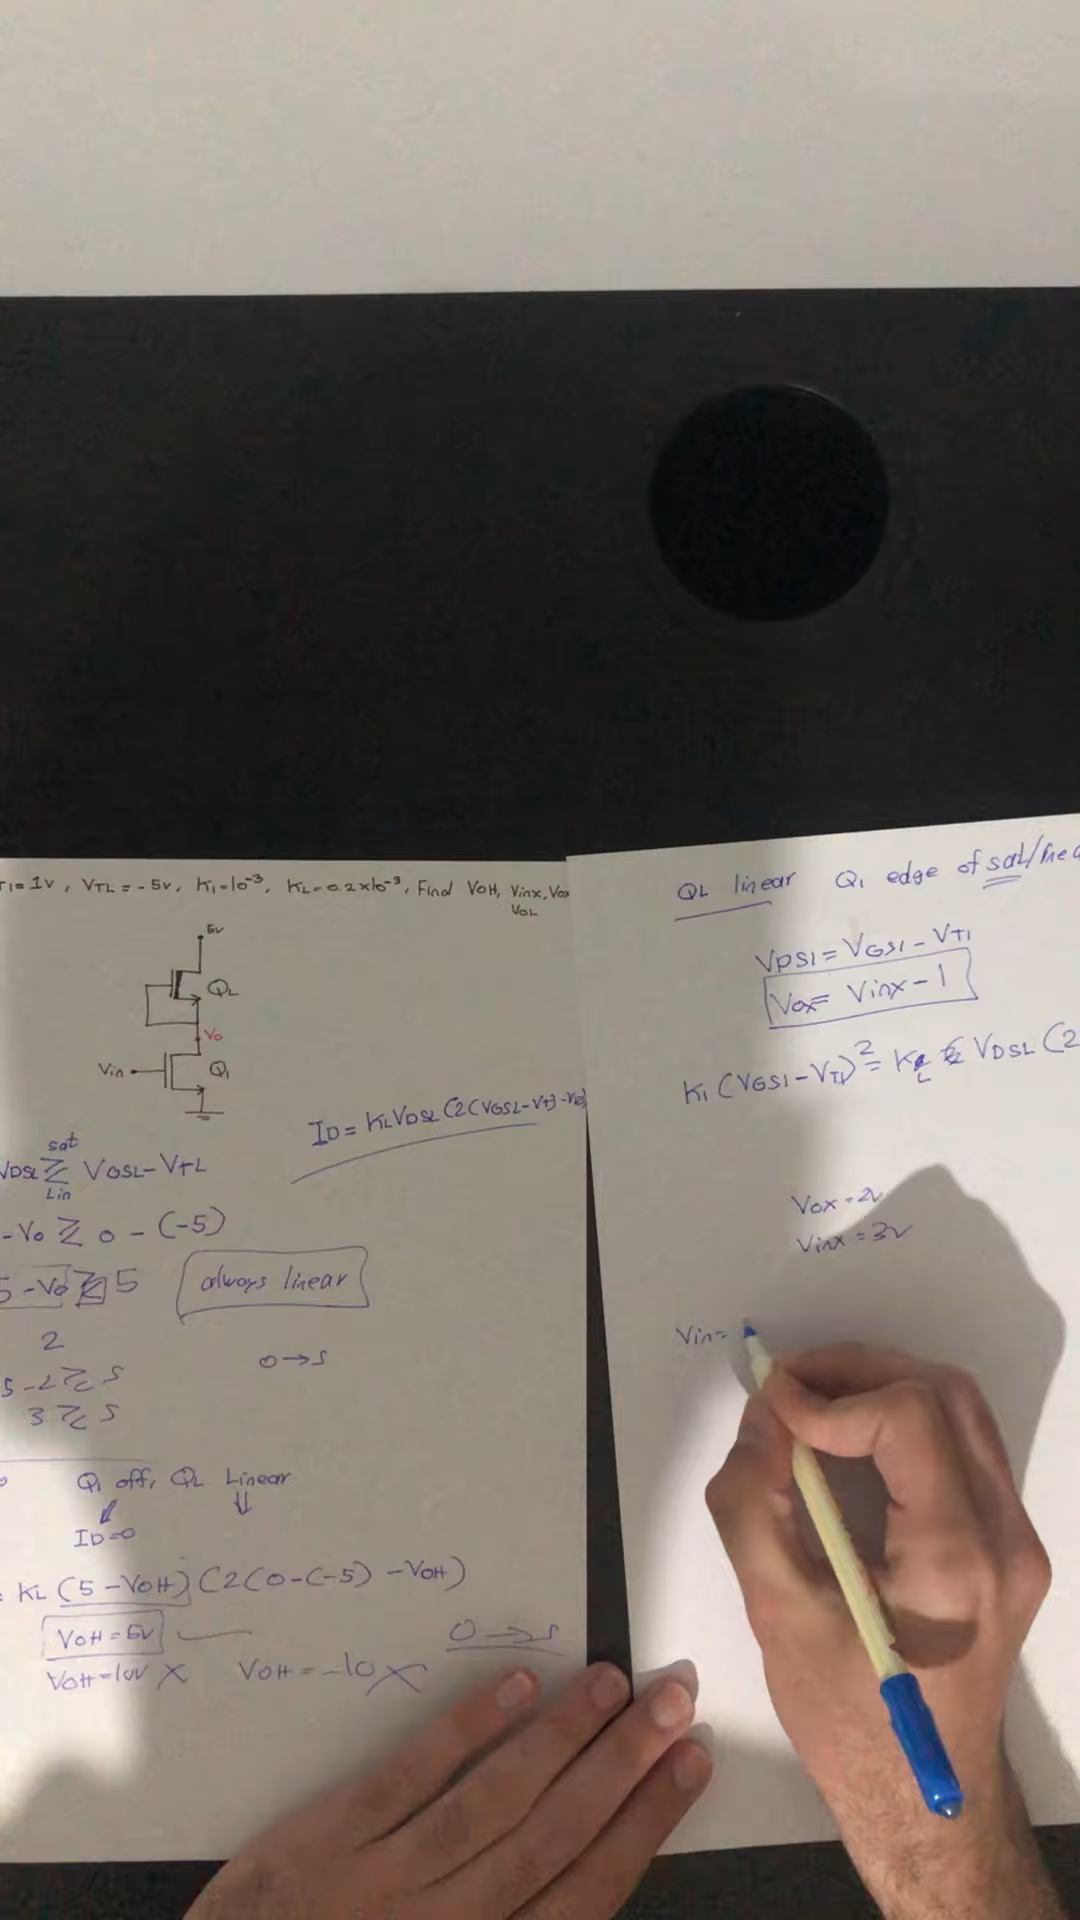 T1=1V, VTL=-5V, K1=10^-3, KL=0.2x10^-3, Find VOH, Vinx, Vox
VOL
5V
QL
Vo
Vin
Q1
ID = KL VDSL (2(VGSL-VT)-
sat
VDSL ≷ VGSL-VTL
Lin
-Vo ≷ 0-(-5)
5-Vo ≷ 5
always linear
2
0→5
5-2 ≷ 5
3 ≷ 5
Q1 off, QL Linear
ID=0
= KL (5-VOH) (2(0-(-5)-VOH)
VOH=5V
0→5
VOH=10V X
VOH=-10 X
QL linear Q1 edge of sat/linea
VDS1=VGS1-VT1
Vox=Vinx-1
K1(VGS1-VT1)^2=KL VDSL(2
Vox=2V
Vinx=3V
Vin=